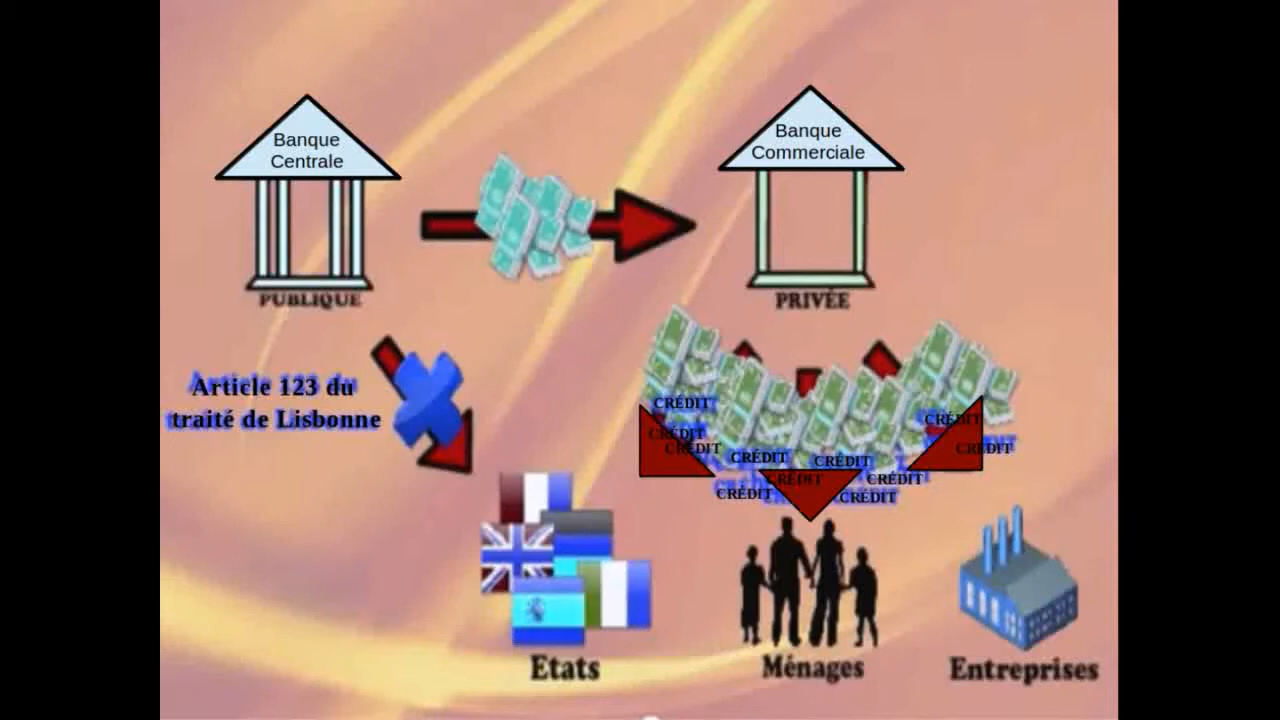 Banque
Centrale
PUBLIQUE
Banque
Commerciale
PRIVÉE
Article 123 du
traité de Lisbonne
CRÉDIT
CRÉDIT
CRÉDIT
CRÉDIT
CRÉDIT
CRÉDIT
CRÉDIT
CRÉDIT
CRÉDIT
CRÉDIT
CRÉDIT
Etats
Ménages
Entreprises